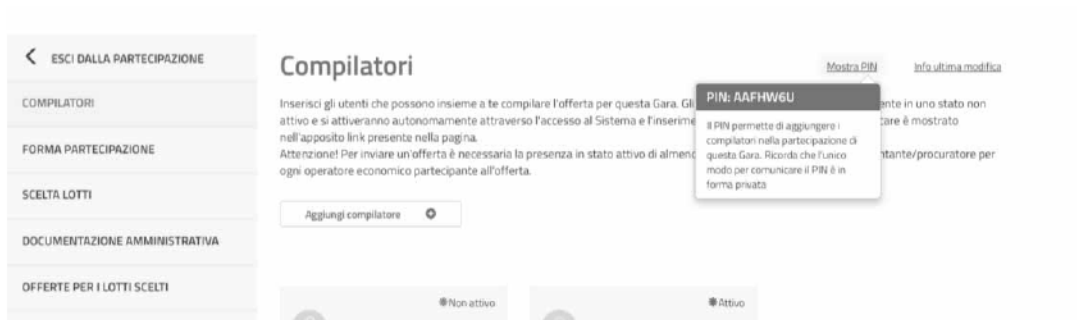 ESCI DALLA PARTECIPAZIONE
COMPILATORI
FORMA PARTECIPAZIONE
SCELTA LOTTI
DOCUMENTAZIONE AMMINISTRATIVA
OFFERTE PER I LOTTI SCELTI
Compilatori
Mostra PIN
Info ultima modifica
Inserisci gli utenti che possono insieme a te compilare l'offerta per questa Gara. Gli
nell'apposito link presente nella pagina.
attivo e si attiveranno autonomamente attraverso l'accesso al Sistema e l'inserime
Attenzione! Per inviare un'offerta è necessaria la presenza in stato attivo di almeno
ogni operatore economico partecipante all'offerta.
PIN: AAFHW6U
Il PIN permette di aggiungere i
compilatori nella partecipazione di
questa Gara. Ricorda che l'unico
modo per comunicare il PIN è in
forma privata
ente in uno stato non
care è mostrato
ntante/procuratore per
Aggiungi compilatore
Non attivo
Attivo